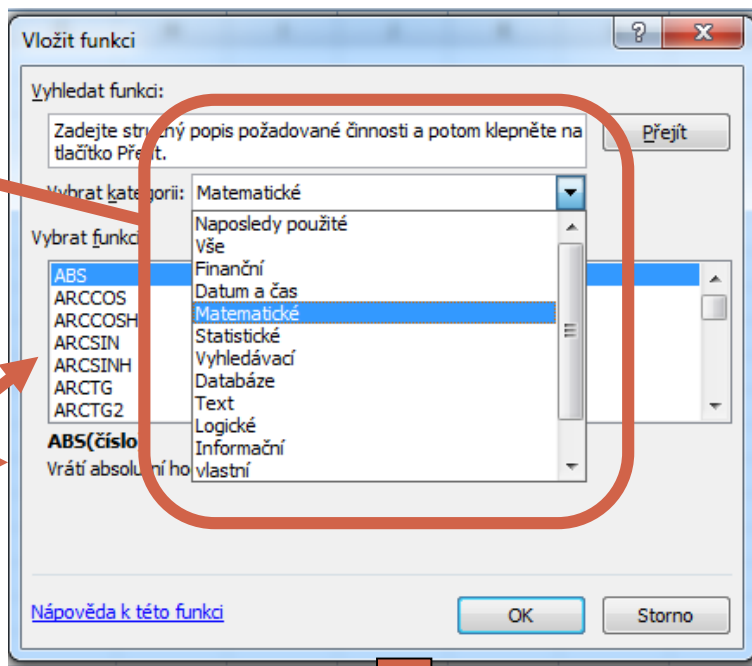 Vložit funkci
Vyhledat funkci:
Zadejte stručný popis požadované činnosti a potom klepněte na
tlačítko Přejít.
Přejít
Vybrat kategorii: Matematické
Naposledy použité
Vše
Finanční
Datum a čas
Matematické
Statistické
Vyhledávací
Databáze
Text
Logické
Informační
vlastní
Vybrat funkci
ABS
ARCCOS
ARCCOSH
ARCSIN
ARCSINH
ARCTG
ARCTG2
ABS(číslo
Vrátí absolutní ho
Nápověda k této funkci
OK
Storno